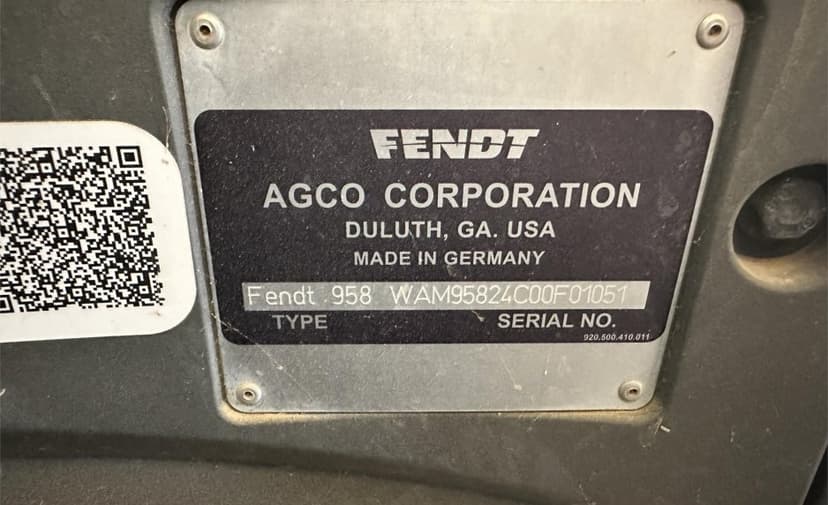 FENDT
AGCO CORPORATION
DULUTH, GA. USA
MADE IN GERMANY
Fendt 958 WAM95824C00F01051
TYPE SERIAL NO.
920.500.410.011